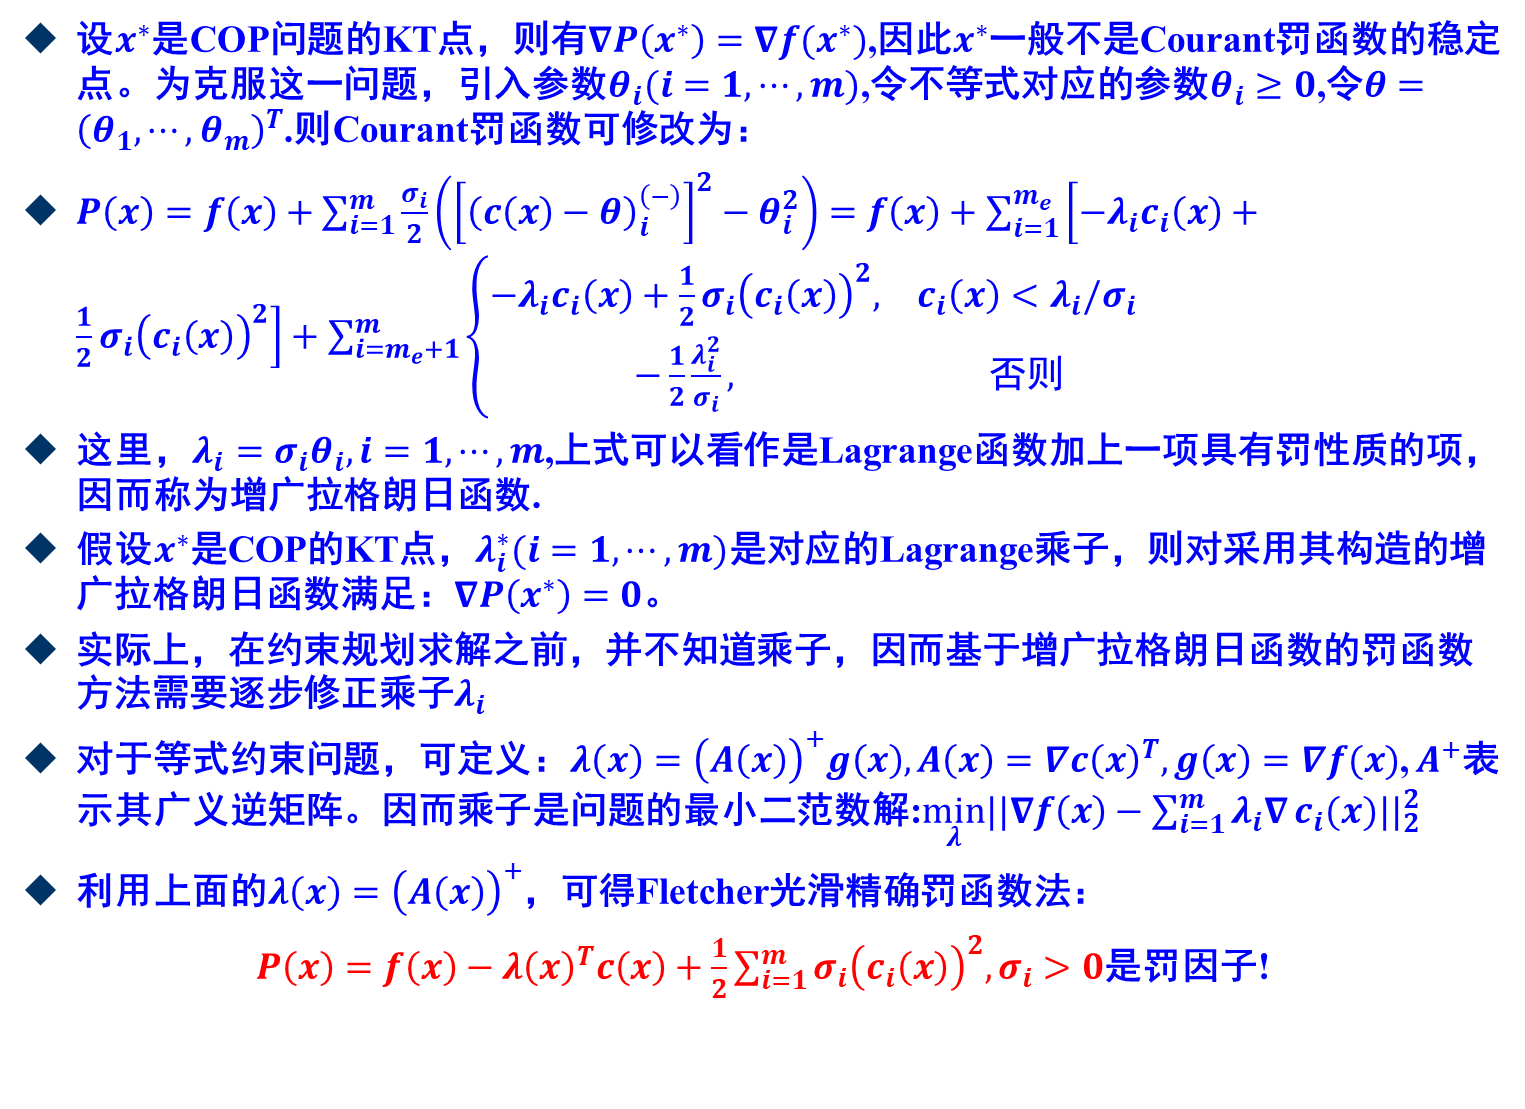 ◆ 设x*是COP问题的KT点，则有∇P(x*) = ∇f(x*),因此x*一般不是Courant罚函数的稳定
点。为克服这一问题，引入参数θ_i(i = 1, ⋯, m),令不等式对应的参数θ_i ≥ 0,令θ =
(θ_1, ⋯, θ_m)^T.则Courant罚函数可修改为：
◆ P(x) = f(x) + ∑_{i=1}^{m} \frac{σ_i}{2} ([(c(x) − θ)_i^{(−)}]^2 − θ_i^2) = f(x) + ∑_{i=1}^{m_e} [−λ_i c_i(x) +
\frac{1}{2} σ_i(c_i(x))^2] + ∑_{i=m_e+1}^{m} { −λ_i c_i(x) + \frac{1}{2} σ_i(c_i(x))^2, c_i(x) < λ_i/σ_i
−\frac{1}{2} \frac{λ_i^2}{σ_i}, 否则
◆ 这里，λ_i = σ_iθ_i, i = 1, ⋯, m,上式可以看作是Lagrange函数加上一项具有罚性质的项，
因而称为增广拉格朗日函数.
◆ 假设x*是COP的KT点，λ_i^*(i = 1, ⋯, m)是对应的Lagrange乘子，则对采用其构造的增
广拉格朗日函数满足：∇P(x*) = 0。
◆ 实际上，在约束规划求解之前，并不知道乘子，因而基于增广拉格朗日函数的罚函数
方法需要逐步修正乘子λ_i
◆ 对于等式约束问题，可定义：λ(x) = (A(x))^+ g(x), A(x) = ∇c(x)^T, g(x) = ∇f(x), A^+表
示其广义逆矩阵。因而乘子是问题的最小二范数解:\min_λ ||∇f(x) − ∑_{i=1}^{m} λ_i∇ c_i(x)||_2^2
◆ 利用上面的λ(x) = (A(x))^+，可得Fletcher光滑精确罚函数法：
P(x) = f(x) − λ(x)^T c(x) + \frac{1}{2} ∑_{i=1}^{m} σ_i(c_i(x))^2, σ_i > 0是罚因子!